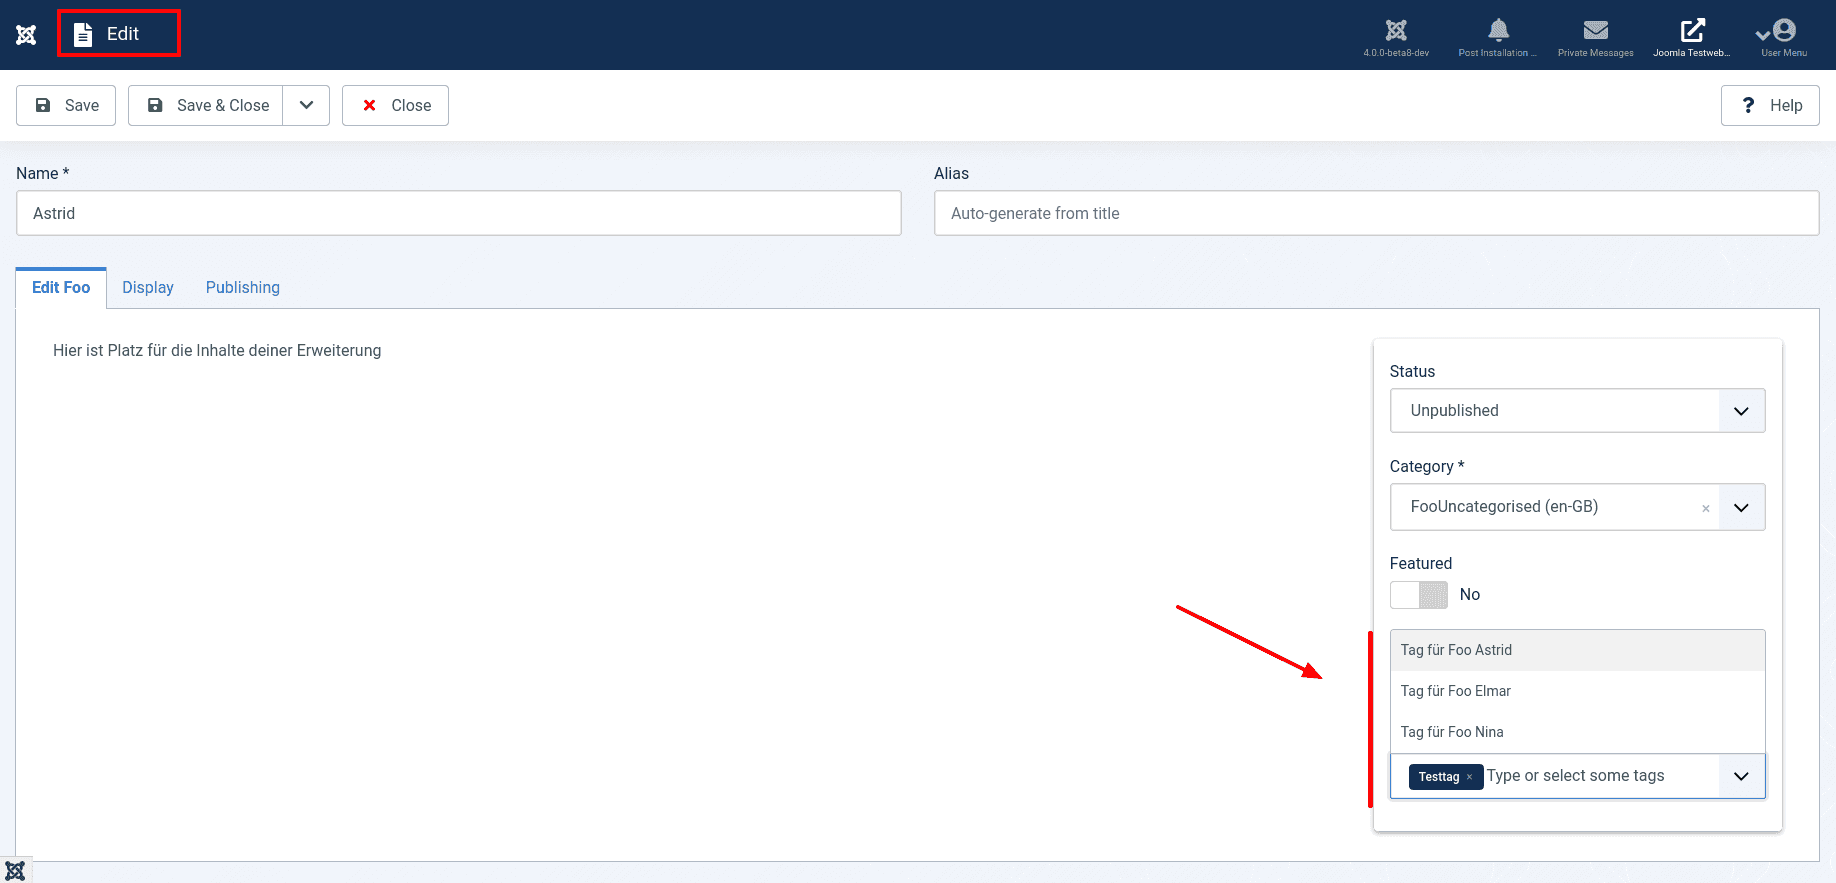 Edit
4.0.0-beta8-dev
Post Installation ...
Private Messages
Joomla Testweb...
User Menu
Save
Save & Close
Close
? Help
Name *
Alias
Astrid
Auto-generate from title
Edit Foo
Display
Publishing
Hier ist Platz für die Inhalte deiner Erweiterung
Status
Unpublished
Category *
FooUncategorised (en-GB) ×
Featured
No
Tag für Foo Astrid
Tag für Foo Elmar
Tag für Foo Nina
Testtag × Type or select some tags